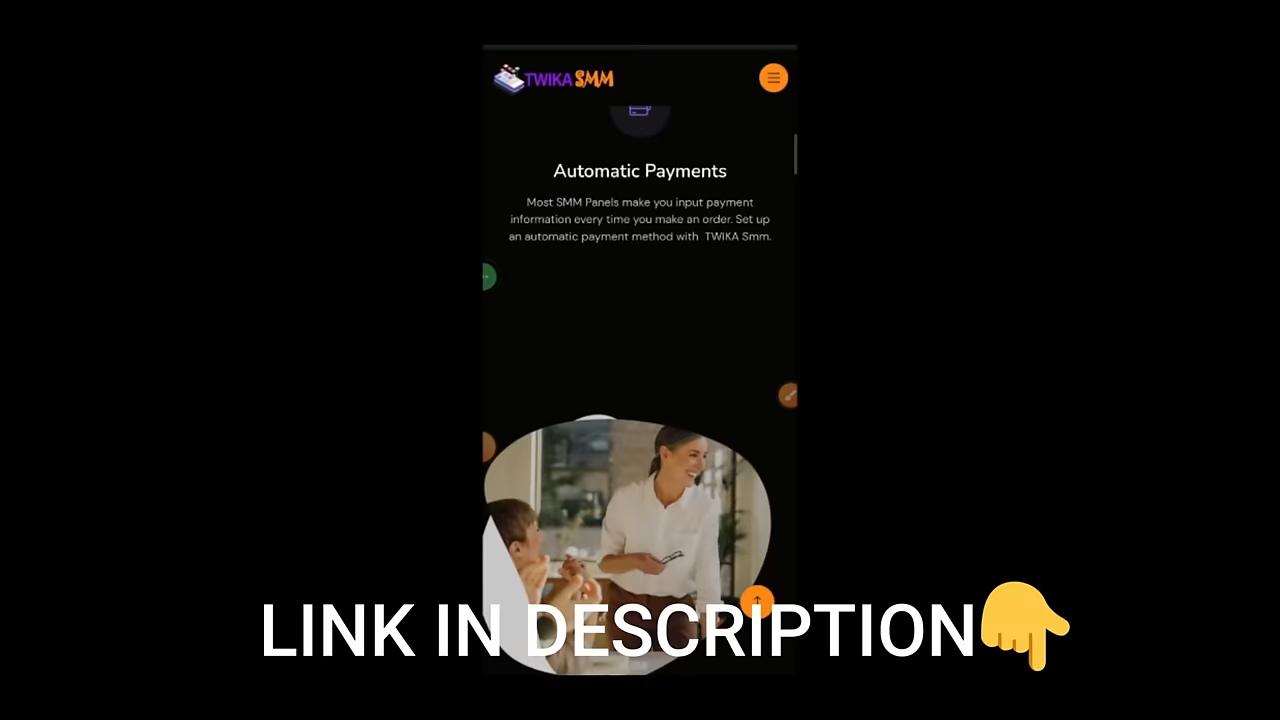 TWIKA SMM
Automatic Payments
Most SMM Panels make you input payment
information every time you make an order. Set up
an automatic payment method with TWIKA Smm.
LINK IN DESCRIPTION👇